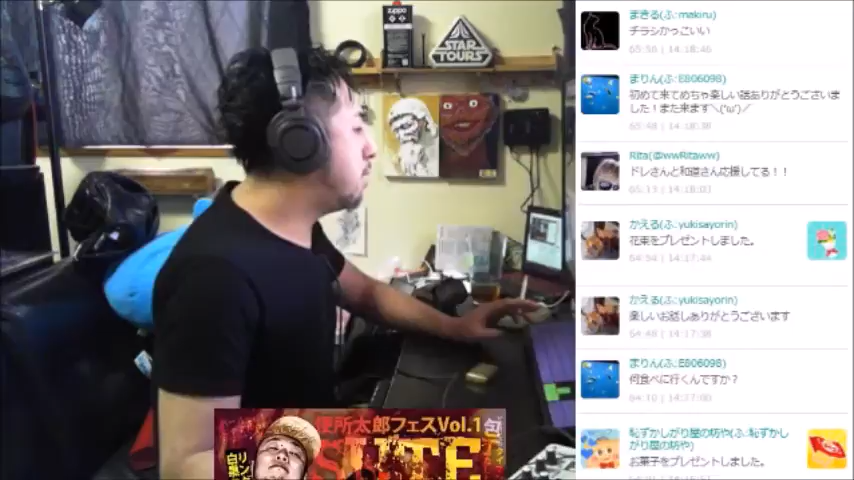 zippo
STAR
TOURS
便所太郎フェスVol.1
SUTE
まきる(ふ:makiru)
チラシかっこいい
65:56 | 14:18:46
まりん(ふ:E806098)
初めて来てめちゃ楽しい話ありがとうございま
した！また来ます＼('ω')／
65:48 | 14:18:38
Rita(@wwRitaww)
ドレさんと和道さん応援してる！！
65:13 | 14:18:03
かえる(ふ:yukisayorin)
花束をプレゼントしました。
64:54 | 14:17:44
かえる(ふ:yukisayorin)
楽しいお話しありがとうございます
64:48 | 14:17:38
まりん(ふ:E806098)
何食べに行くんですか？
64:10 | 14:17:00
恥ずかしがり屋の坊や(ふ:恥ずかし
がり屋の坊や)
お菓子をプレゼントしました。